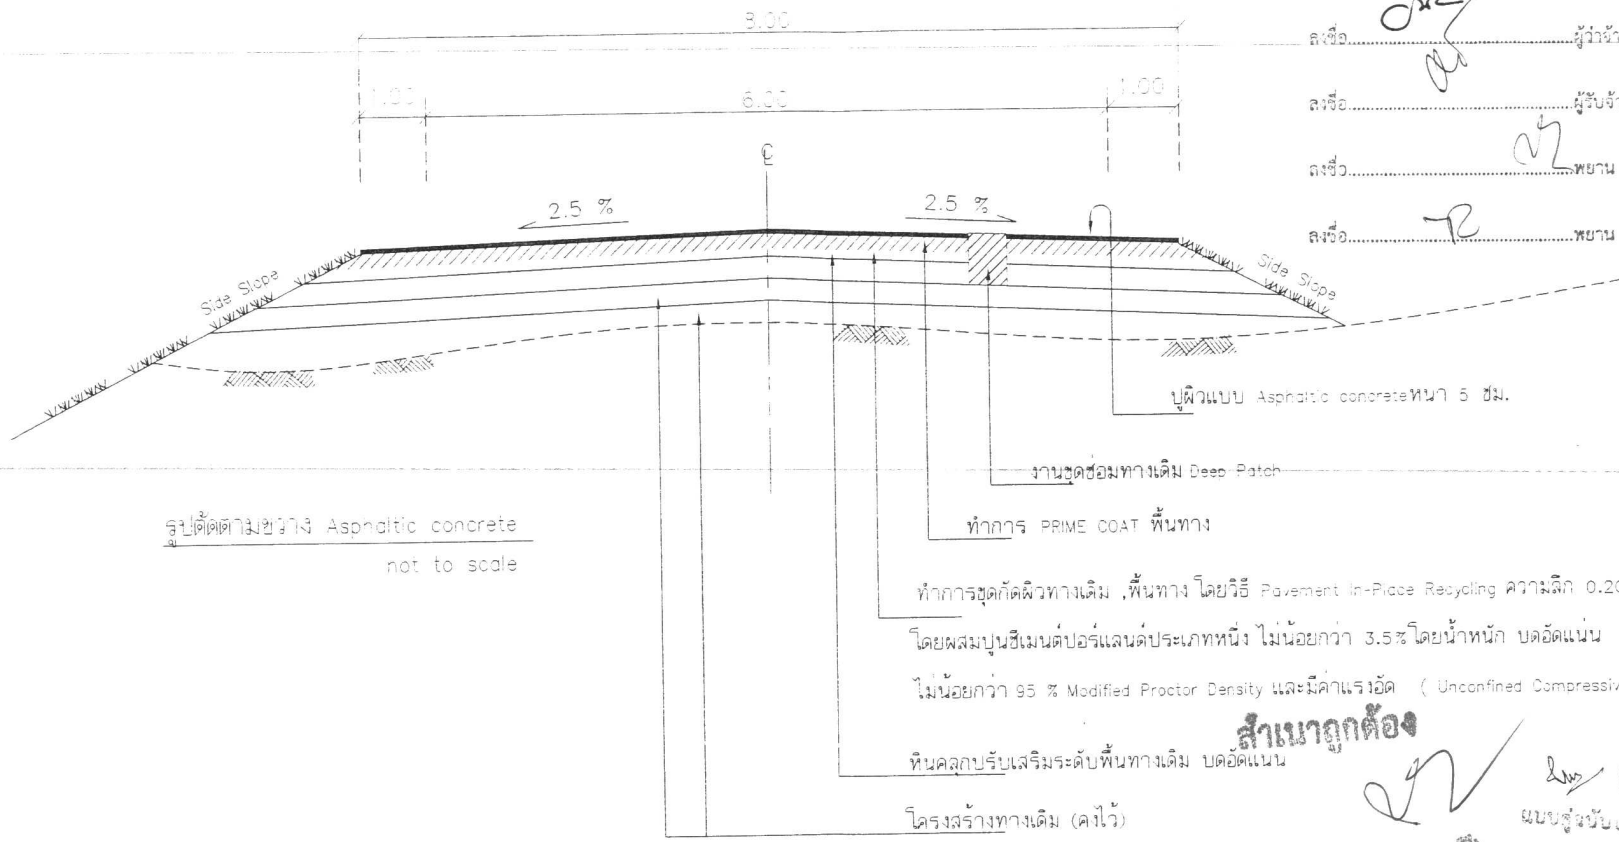 8.00
ลงชื่อ..............................ผู้ว่าจ้า
1.00 6.00 1.00
ลงชื่อ..............................ผู้รับจ้า
ลงชื่อ..............................พยาน
2.5 % 2.5 %
ลงชื่อ..............................พยาน
Side Slope
Side Slope
ปูผิวแบบ Asphaltic concreteหนา 5 ซม.
งานขุดซ่อมทางเดิม Deep Patch
รูปตัดตามขวาง Asphaltic concrete
not to scale
ทำการ PRIME COAT พื้นทาง
ทำการขุดกัดผิวทางเดิม ,พื้นทาง โดยวิธี Pavement In-Place Recycling ความลึก 0.20
โดยผสมปูนซีเมนต์ปอร์แลนด์ประเภทหนึ่ง ไม่น้อยกว่า 3.5% โดยน้ำหนัก บดอัดแน่น
ไม่น้อยกว่า 95 % Modified Proctor Density และมีค่าแรงอัด ( Unconfined Compressiv
สำเนาถูกต้อง
หินคลุกปรับเสริมระดับพื้นทางเดิม บดอัดแน่น
โครงสร้างทางเดิม (คงไว้)